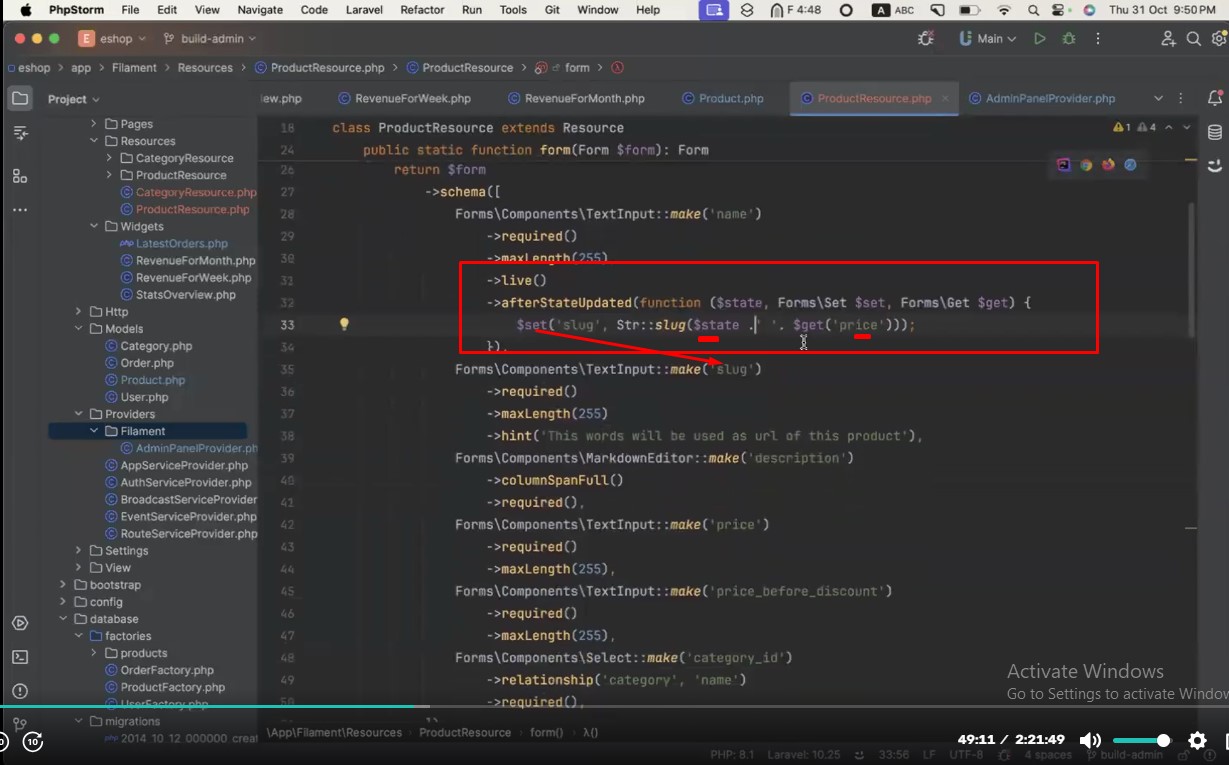 PhpStorm File Edit View Navigate Code Laravel Refactor Run Tools Git Window Help F 4:48 A ABC Thu 31 Oct 9:50 PM
E eshop build-admin Main
eshop app Filament Resources ProductResource.php ProductResource form
Project
iew.php RevenueForWeek.php RevenueForMonth.php Product.php ProductResource.php AdminPanelProvider.php
Pages
Resources
CategoryResource
ProductResource
CategoryResource.php
ProductResource.php
Widgets
LatestOrders.php
RevenueForMonth.php
RevenueForWeek.php
StatsOverview.php
Http
Models
Category.php
Order.php
Product.php
User.php
Providers
Filament
AdminPanelProvider.ph
AppServiceProvider.php
AuthServiceProvider.php
BroadcastServiceProvider
EventServiceProvider.php
RouteServiceProvider.php
Settings
View
bootstrap
config
database
factories
products
OrderFactory.php
ProductFactory.php
UserFactory.php
migrations
2014_10_12_000000_creat
1 4
18 class ProductResource extends Resource
24 public static function form(Form $form): Form
26 return $form
27 ->schema([
28 Forms\Components\TextInput::make('name')
29 ->required()
30 ->maxLength(255)
31 ->live()
32 ->afterStateUpdated(function ($state, Forms\Set $set, Forms\Get $get) {
33 $set('slug', Str::slug($state .' '. $get('price')));
34 }),
35 Forms\Components\TextInput::make('slug')
36 ->required()
37 ->maxLength(255)
38 ->hint('This words will be used as url of this product'),
39 Forms\Components\MarkdownEditor::make('description')
40 ->columnSpanFull()
41 ->required(),
42 Forms\Components\TextInput::make('price')
43 ->required()
44 ->maxLength(255),
45 Forms\Components\TextInput::make('price_before_discount')
46 ->required()
47 ->maxLength(255),
48 Forms\Components\Select::make('category_id')
49 ->relationship('category', 'name')
50 ->required(),
\App\Filament\Resources ProductResource form() λ()
Activate Windows
Go to Settings to activate Window
10
49:11 / 2:21:49
PHP: 8.1 Laravel: 10.25 33:56 LF UTF-8 4 spaces build-admin